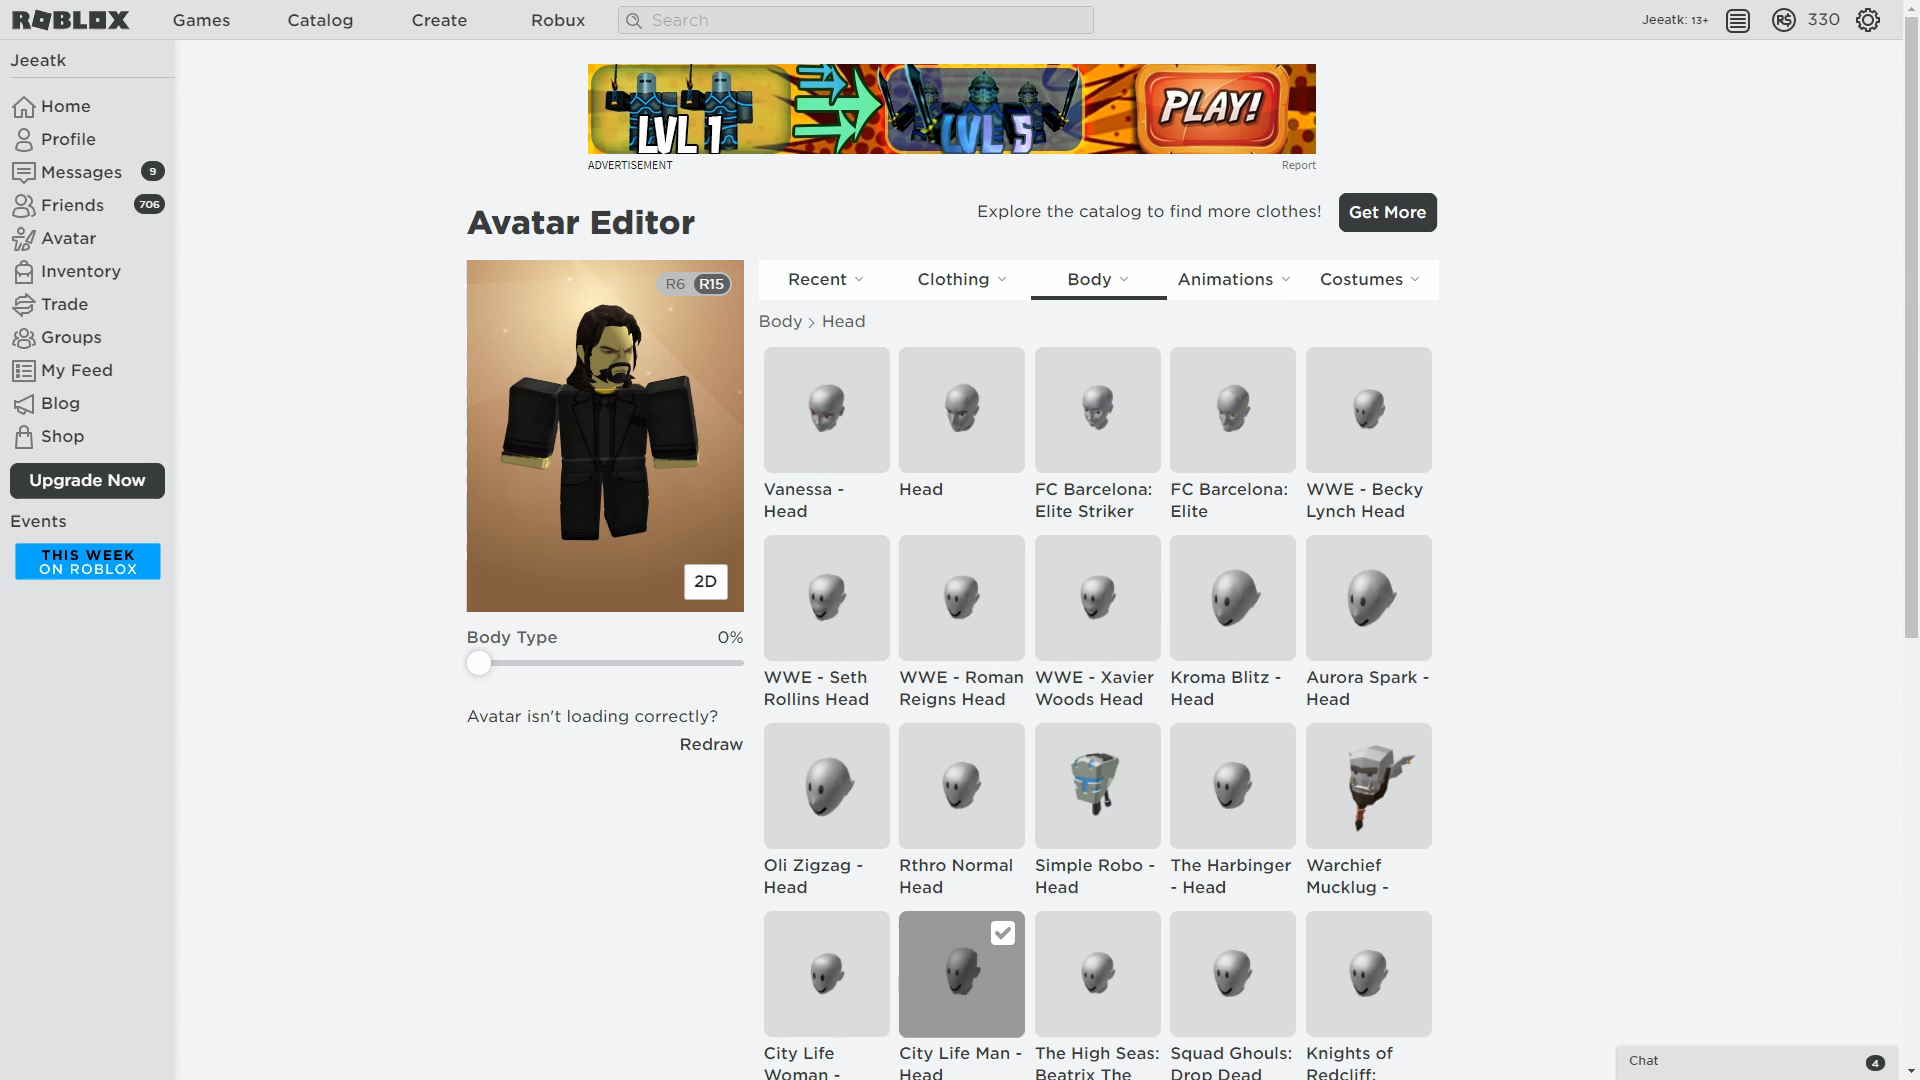 ROBLOX
Games
Catalog
Create
Robux
Search
Jeeatk: 13+
R$
330
Jeeatk
Home
Profile
Messages
9
Friends
706
Avatar
Inventory
Trade
Groups
My Feed
Blog
Shop
Upgrade Now
Events
THIS WEEK
ON ROBLOX
LVL 1
LVL 5
PLAY!
ADVERTISEMENT
Report
Avatar Editor
Explore the catalog to find more clothes!
Get More
R6
R15
2D
Body Type
0%
Avatar isn't loading correctly?
Redraw
Recent
Clothing
Body
Animations
Costumes
Body > Head
Vanessa -
Head
Head
FC Barcelona:
Elite Striker
FC Barcelona:
Elite
WWE - Becky
Lynch Head
WWE - Seth
Rollins Head
WWE - Roman
Reigns Head
WWE - Xavier
Woods Head
Kroma Blitz -
Head
Aurora Spark -
Head
Oli Zigzag -
Head
Rthro Normal
Head
Simple Robo -
Head
The Harbinger
- Head
Warchief
Mucklug -
City Life
Woman -
City Life Man -
Head
The High Seas:
Beatrix The
Squad Ghouls:
Drop Dead
Knights of
Redcliff:
Chat
4